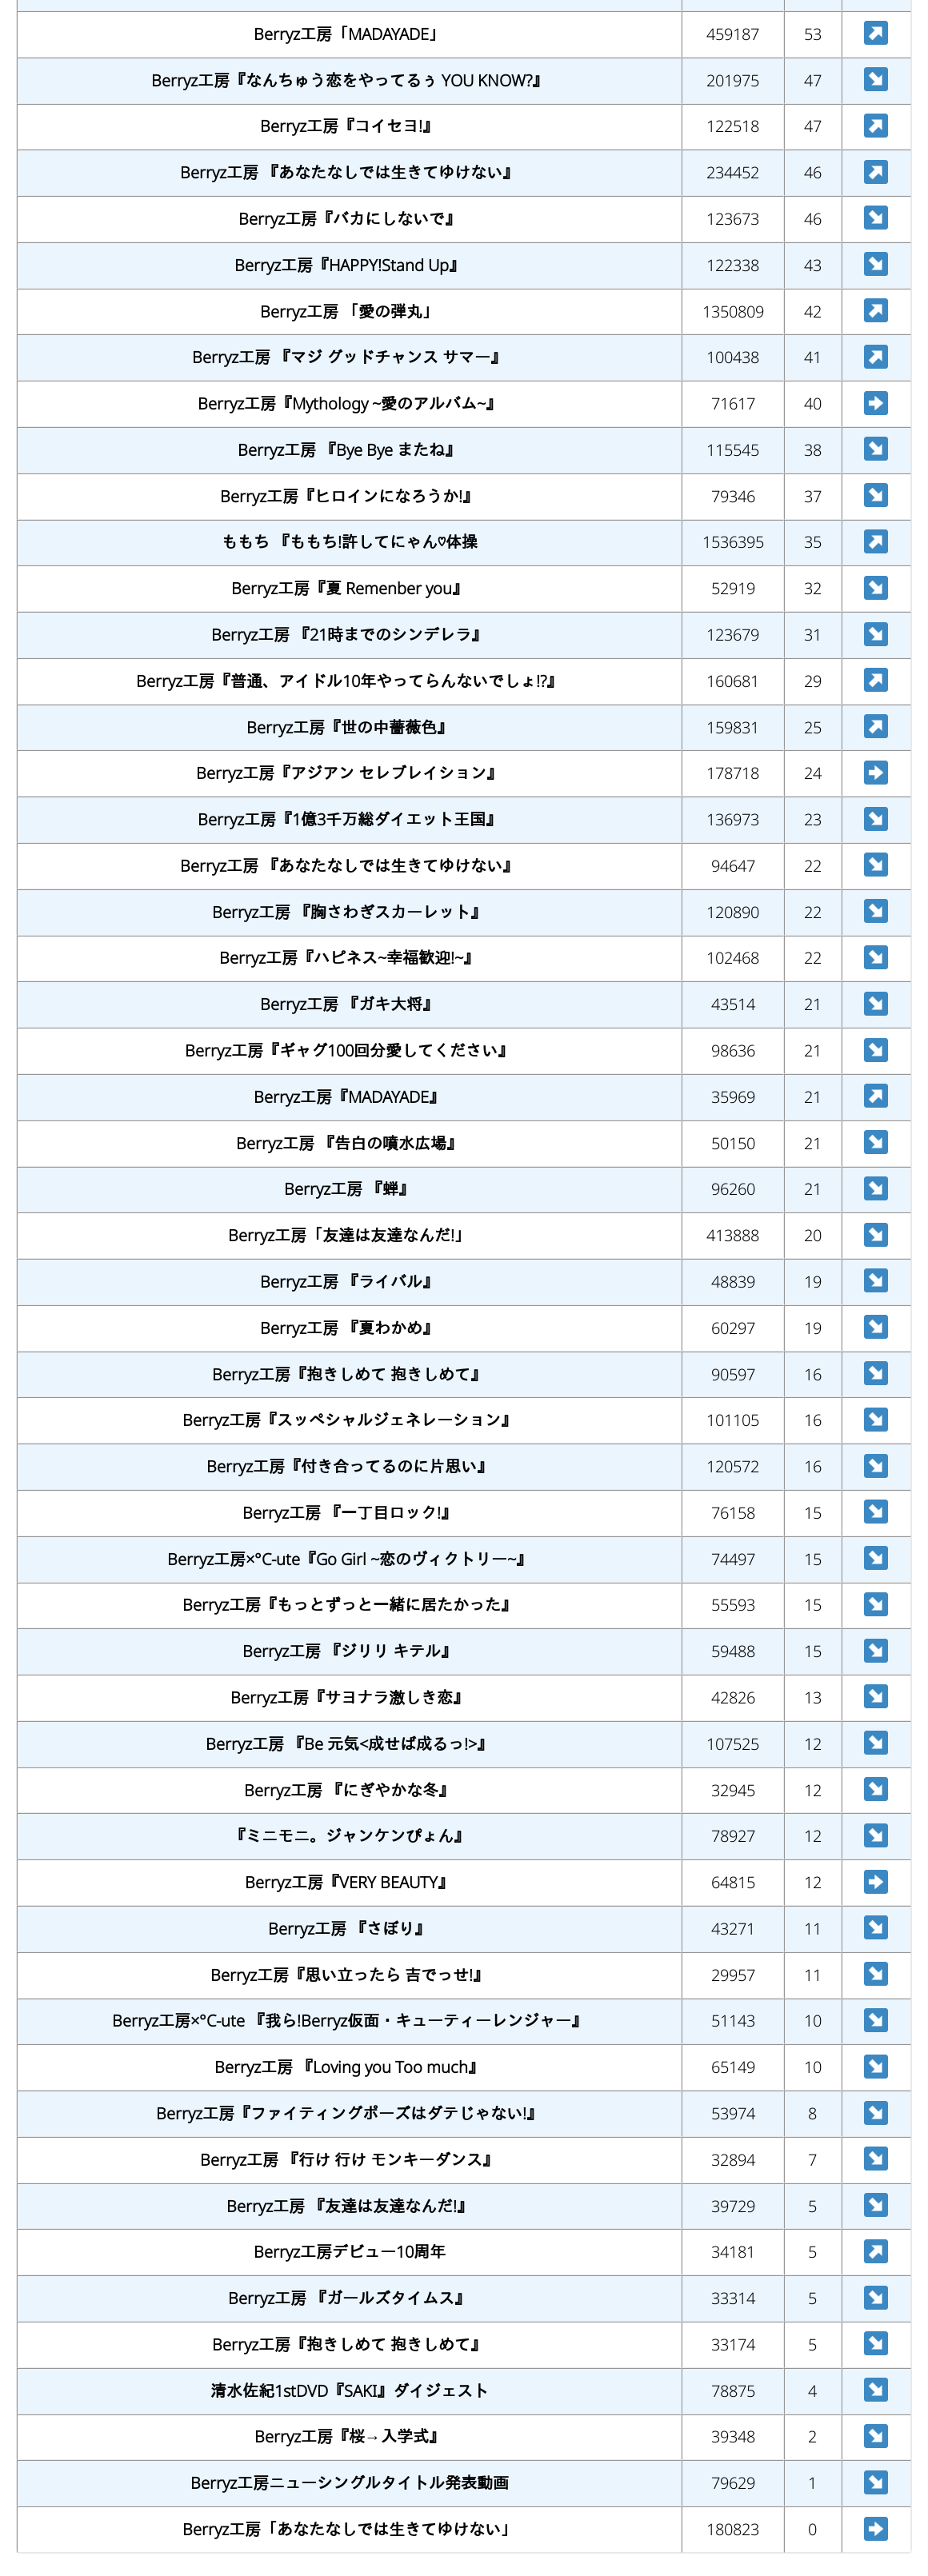 Berryz工房「MADAYADE」 459187 53 ↗
Berryz工房『なんちゅう恋をやってるぅ YOU KNOW?』 201975 47 ↘
Berryz工房『コイセヨ!』 122518 47 ↗
Berryz工房 『あなたなしでは生きてゆけない』 234452 46 ↗
Berryz工房『バカにしないで』 123673 46 ↘
Berryz工房『HAPPY!Stand Up』 122338 43 ↘
Berryz工房 「愛の弾丸」 1350809 42 ↗
Berryz工房 『マジ グッドチャンス サマー』 100438 41 ↗
Berryz工房『Mythology ~愛のアルバム~』 71617 40 ➡
Berryz工房 『Bye Bye またね』 115545 38 ↘
Berryz工房『ヒロインになろうか!』 79346 37 ↘
ももち 『ももち!許してにゃん♡体操 1536395 35 ↗
Berryz工房『夏 Remenber you』 52919 32 ↘
Berryz工房 『21時までのシンデレラ』 123679 31 ↘
Berryz工房『普通、アイドル10年やってらんないでしょ!?』 160681 29 ↗
Berryz工房『世の中薔薇色』 159831 25 ↗
Berryz工房『アジアン セレブレイション』 178718 24 ➡
Berryz工房『1億3千万総ダイエット王国』 136973 23 ↘
Berryz工房 『あなたなしでは生きてゆけない』 94647 22 ↘
Berryz工房 『胸さわぎスカーレット』 120890 22 ↘
Berryz工房『ハピネス~幸福歓迎!~』 102468 22 ↘
Berryz工房 『ガキ大将』 43514 21 ↘
Berryz工房『ギャグ100回分愛してください』 98636 21 ↘
Berryz工房『MADAYADE』 35969 21 ↗
Berryz工房 『告白の噴水広場』 50150 21 ↘
Berryz工房 『蝉』 96260 21 ↘
Berryz工房「友達は友達なんだ!」 413888 20 ↘
Berryz工房 『ライバル』 48839 19 ↘
Berryz工房 『夏わかめ』 60297 19 ↘
Berryz工房『抱きしめて 抱きしめて』 90597 16 ↘
Berryz工房『スッペシャルジェネレーション』 101105 16 ↘
Berryz工房『付き合ってるのに片思い』 120572 16 ↘
Berryz工房 『一丁目ロック!』 76158 15 ↘
Berryz工房×°C-ute『Go Girl ~恋のヴィクトリー~』 74497 15 ↘
Berryz工房『もっとずっと一緒に居たかった』 55593 15 ↘
Berryz工房 『ジリリ キテル』 59488 15 ↘
Berryz工房『サヨナラ激しき恋』 42826 13 ↘
Berryz工房 『Be 元気<成せば成るっ!>』 107525 12 ↘
Berryz工房 『にぎやかな冬』 32945 12 ↘
『ミニモニ。ジャンケンぴょん』 78927 12 ↘
Berryz工房『VERY BEAUTY』 64815 12 ➡
Berryz工房 『さぼり』 43271 11 ↘
Berryz工房『思い立ったら 吉でっせ!』 29957 11 ↘
Berryz工房×°C-ute 『我ら!Berryz仮面・キューティーレンジャー』 51143 10 ↘
Berryz工房 『Loving you Too much』 65149 10 ↘
Berryz工房『ファイティングポーズはダテじゃない!』 53974 8 ↘
Berryz工房 『行け 行け モンキーダンス』 32894 7 ↘
Berryz工房 『友達は友達なんだ!』 39729 5 ↘
Berryz工房デビュー10周年 34181 5 ↗
Berryz工房 『ガールズタイムス』 33314 5 ↘
Berryz工房『抱きしめて 抱きしめて』 33174 5 ↘
清水佐紀1stDVD『SAKI』ダイジェスト 78875 4 ↘
Berryz工房『桜→入学式』 39348 2 ↘
Berryz工房ニューシングルタイトル発表動画 79629 1 ↘
Berryz工房「あなたなしでは生きてゆけない」 180823 0 ➡